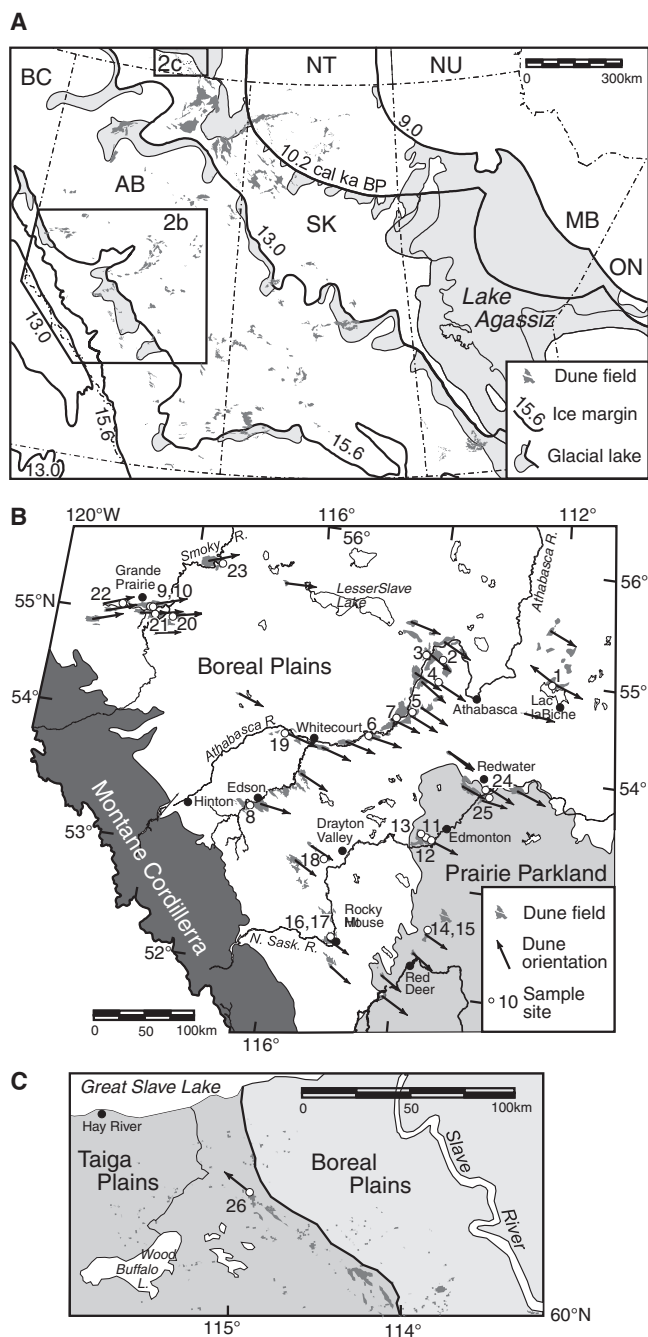 A
BC
2c
NT
NU
0 300km
9.0
10.2 cal ka BP
AB
SK
13.0
MB
ON
2b
Lake
Agassiz
13.0
15.6
15.6
13.0
Dune field
15.6 Ice margin
Glacial lake
B
120°W
116°
56°
112°
Smoky R.
Athabasca R.
56°
Grande
Prairie
23
55°N
22
9,10
21
20
Lesser Slave
Lake
Boreal Plains
3
2
4
1
55°
54°
7
5
Athabasca
Lac
laBiche
Athabasca R.
Whitecourt
6
19
Redwater
24
54°
Edson
Hinton
8
25
53°
Drayton
Valley
13
11
Edmonton
12
18
Montane Cordillerra
Prairie Parkland
16,17
Rocky
Mt
House
14,15
52°
N. Sask. R.
Red
Deer
Dune field
Dune
orientation
10 Sample
site
0 50 100km
116°
C
Great Slave Lake
0 50 100km
Hay River
Taiga
Plains
Boreal
Plains
Slave
River
26
Wood
Buffalo
L.
60°N
115°
114°